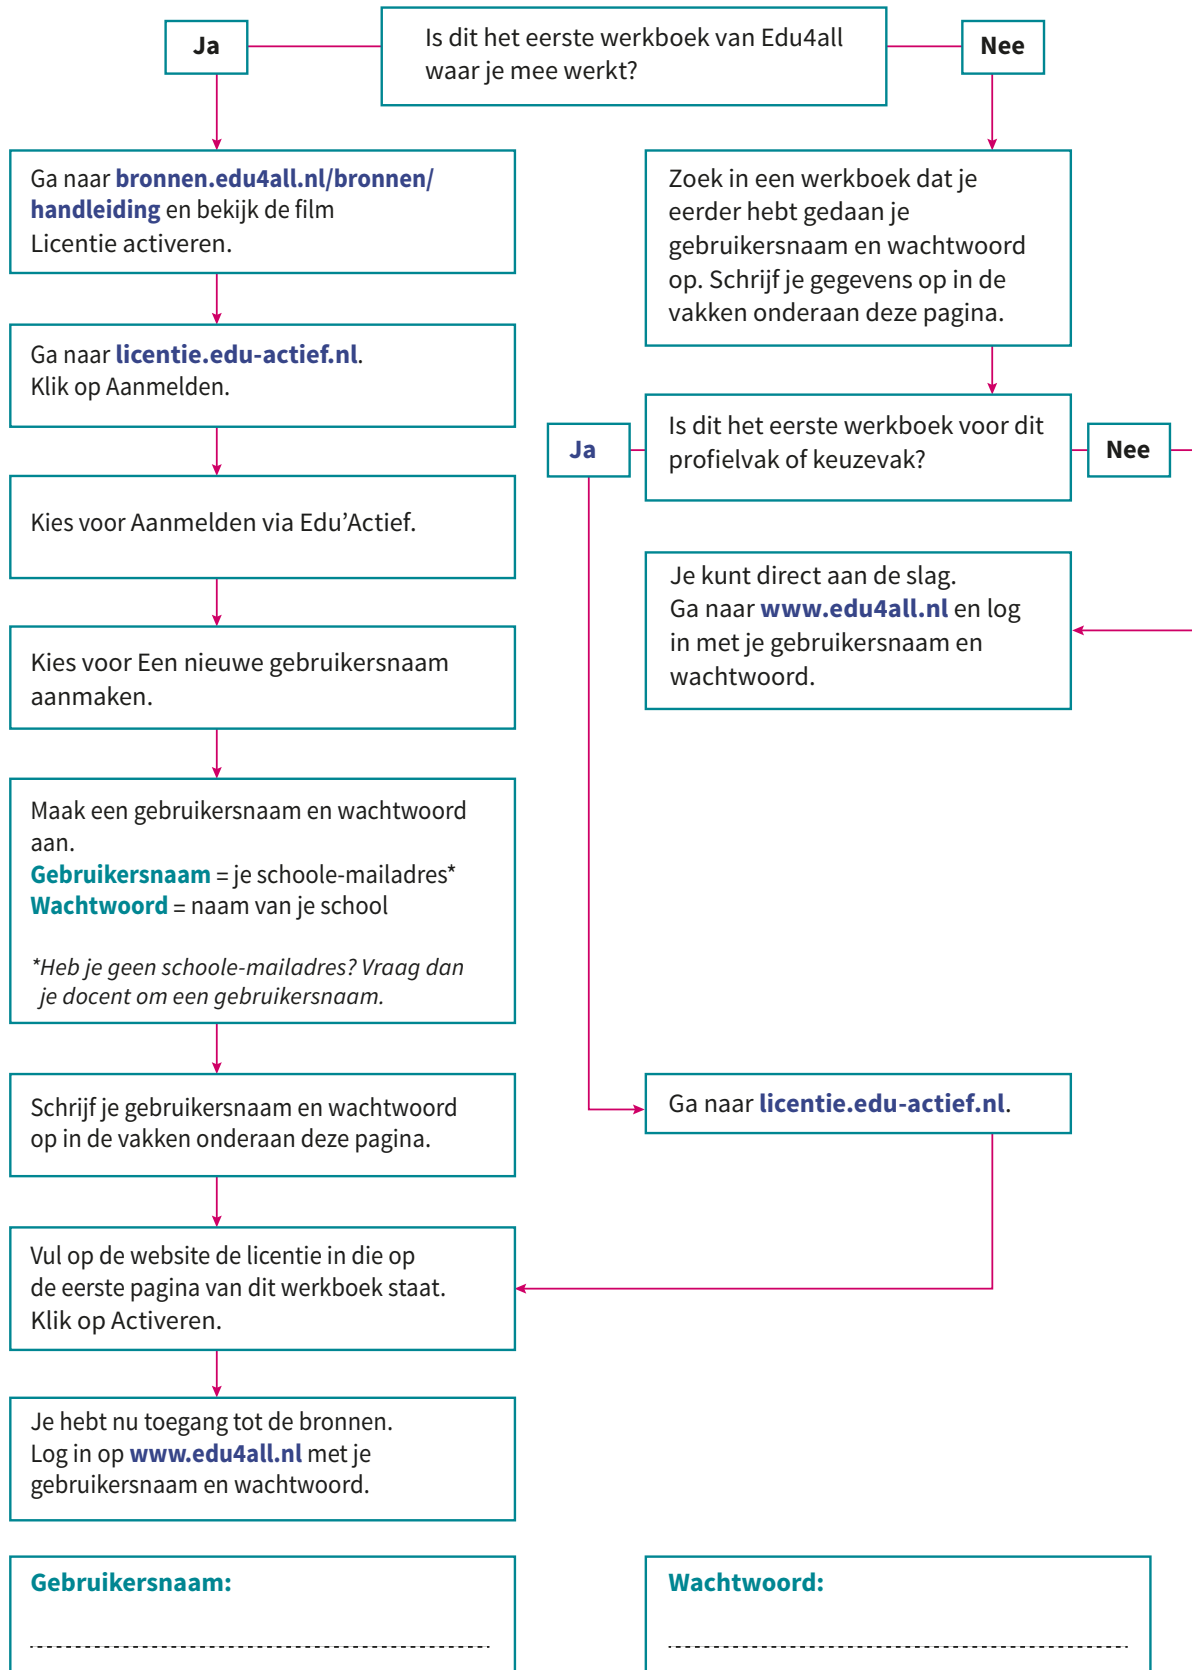 Is dit het eerste werkboek van Edu4all
waar je mee werkt?
Ja
Nee
Ga naar bronnen.edu4all.nl/bronnen/
handleiding en bekijk de film
Licentie activeren.
Ga naar licentie.edu-actief.nl.
Klik op Aanmelden.
Kies voor Aanmelden via Edu’Actief.
Kies voor Een nieuwe gebruikersnaam
aanmaken.
Maak een gebruikersnaam en wachtwoord
aan.
Gebruikersnaam = je schoole-mailadres*
Wachtwoord = naam van je school
*Heb je geen schoole-mailadres? Vraag dan
je docent om een gebruikersnaam.
Schrijf je gebruikersnaam en wachtwoord
op in de vakken onderaan deze pagina.
Vul op de website de licentie in die op
de eerste pagina van dit werkboek staat.
Klik op Activeren.
Je hebt nu toegang tot de bronnen.
Log in op www.edu4all.nl met je
gebruikersnaam en wachtwoord.
Zoek in een werkboek dat je
eerder hebt gedaan je
gebruikersnaam en wachtwoord
op. Schrijf je gegevens op in de
vakken onderaan deze pagina.
Is dit het eerste werkboek voor dit
profielvak of keuzevak?
Ja
Nee
Je kunt direct aan de slag.
Ga naar www.edu4all.nl en log
in met je gebruikersnaam en
wachtwoord.
Ga naar licentie.edu-actief.nl.
Gebruikersnaam:
Wachtwoord: